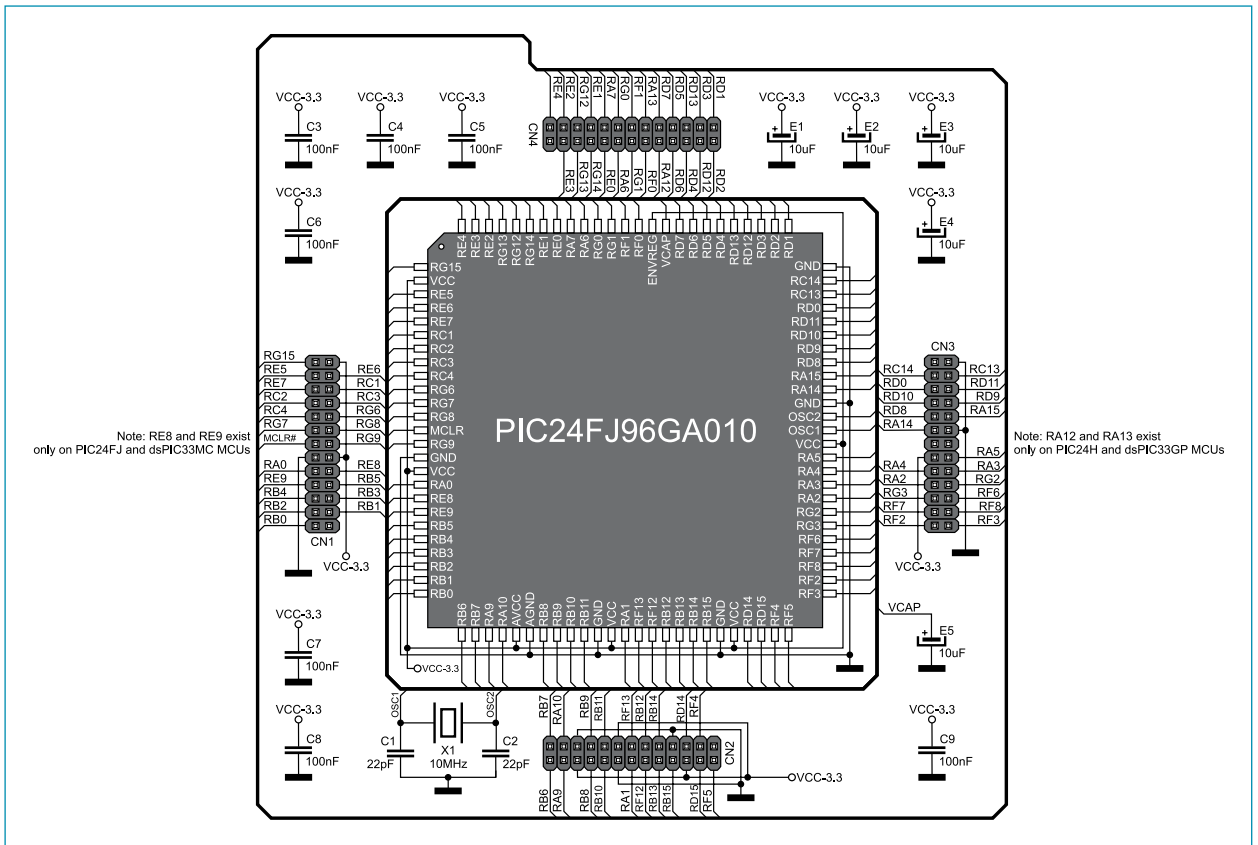 RE4
RE2
RG12
RE1
RA7
RG0
RF1
RA13
RD7
RD5
RD13
RD3
RD1
CN4
RE3
RG13
RG14
RE0
RA6
RG1
RF0
RA12
RD6
RD4
RD12
RD2
VCC-3.3
C3
100nF
VCC-3.3
C4
100nF
VCC-3.3
C5
100nF
VCC-3.3
E1
10uF
VCC-3.3
E2
10uF
VCC-3.3
E3
10uF
VCC-3.3
C6
100nF
VCC-3.3
E4
10uF
RE4
RE3
RE2
RG13
RG12
RG14
RE1
RE0
RA7
RA6
RG0
RG1
RF1
RF0
ENVREG
VCAP
RD7
RD6
RD5
RD4
RD13
RD12
RD3
RD2
RD1
RG15
VCC
RE5
RE6
RE7
RC1
RC2
RC3
RC4
RG6
RG7
RG8
MCLR
RG9
GND
VCC
RA0
RE8
RE9
RB5
RB4
RB3
RB2
RB1
RB0
PIC24FJ96GA010
GND
RC14
RC13
RD0
RD11
RD10
RD9
RD8
RA15
RA14
GND
OSC2
OSC1
VCC
RA5
RA4
RA3
RA2
RG2
RG3
RF6
RF7
RF8
RF2
RF3
RB6
RB7
RA9
RA10
AVCC
AGND
RB8
RB9
RB10
RB11
GND
VCC
RA1
RF13
RF12
RB12
RB13
RB14
RB15
GND
VCC
RD14
RD15
RF4
RF5
RG15
RE5
RE7
RC2
RC4
RG7
MCLR#
RA0
RE9
RB4
RB2
RB0
RE6
RC1
RC3
RG6
RG8
RG9
RE8
RB5
RB3
RB1
CN1
VCC-3.3
Note: RE8 and RE9 exist
only on PIC24FJ and dsPIC33MC MCUs
CN3
RC14
RD0
RD10
RD8
RA14
RA4
RA2
RG3
RF7
RF2
RC13
RD11
RD9
RA15
RA5
RA3
RG2
RF6
RF8
RF3
VCC-3.3
Note: RA12 and RA13 exist
only on PIC24H and dsPIC33GP MCUs
VCC-3.3
C7
100nF
VCC-3.3
VCAP
E5
10uF
VCC-3.3
C8
100nF
OSC1
OSC2
C1
22pF
X1
10MHz
C2
22pF
RB7
RA10
RB9
RB11
RF13
RB12
RB14
RD14
RF4
CN2
RB6
RA9
RB8
RB10
RA1
RF12
RB13
RB15
RD15
RF5
VCC-3.3
VCC-3.3
C9
100nF